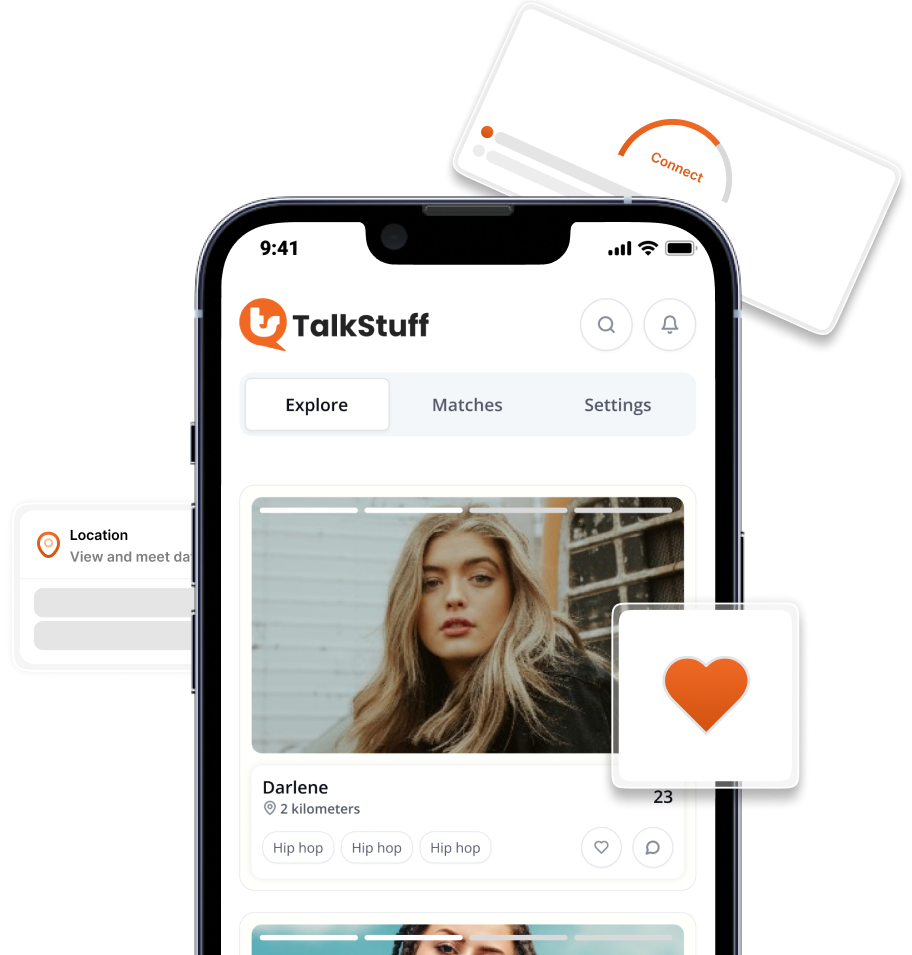 Connect
9:41
ts TalkStuff
Explore Matches Settings
Location
View and meet da
Darlene
2 kilometers
23
Hip hop Hip hop Hip hop